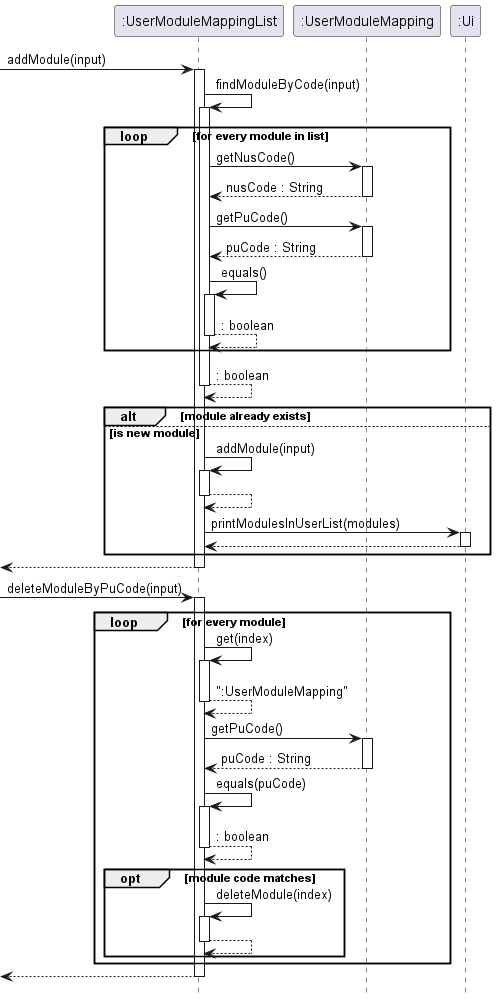 :UserModuleMappingList :UserModuleMapping :Ui
addModule(input)
findModuleByCode(input)
loop [for every module in list]
getNusCode()
nusCode : String
getPuCode()
puCode : String
equals()
: boolean
: boolean
alt [module already exists]
[is new module]
addModule(input)
printModulesInUserList(modules)
deleteModuleByPuCode(input)
loop [for every module]
get(index)
":UserModuleMapping"
getPuCode()
puCode : String
equals(puCode)
: boolean
opt [module code matches]
deleteModule(index)